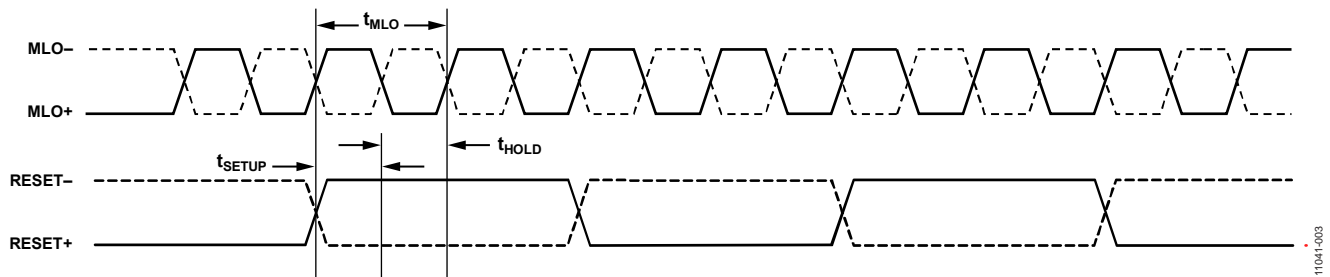 tMLO
MLO–
MLO+
tHOLD
tSETUP
RESET–
RESET+
11041-003